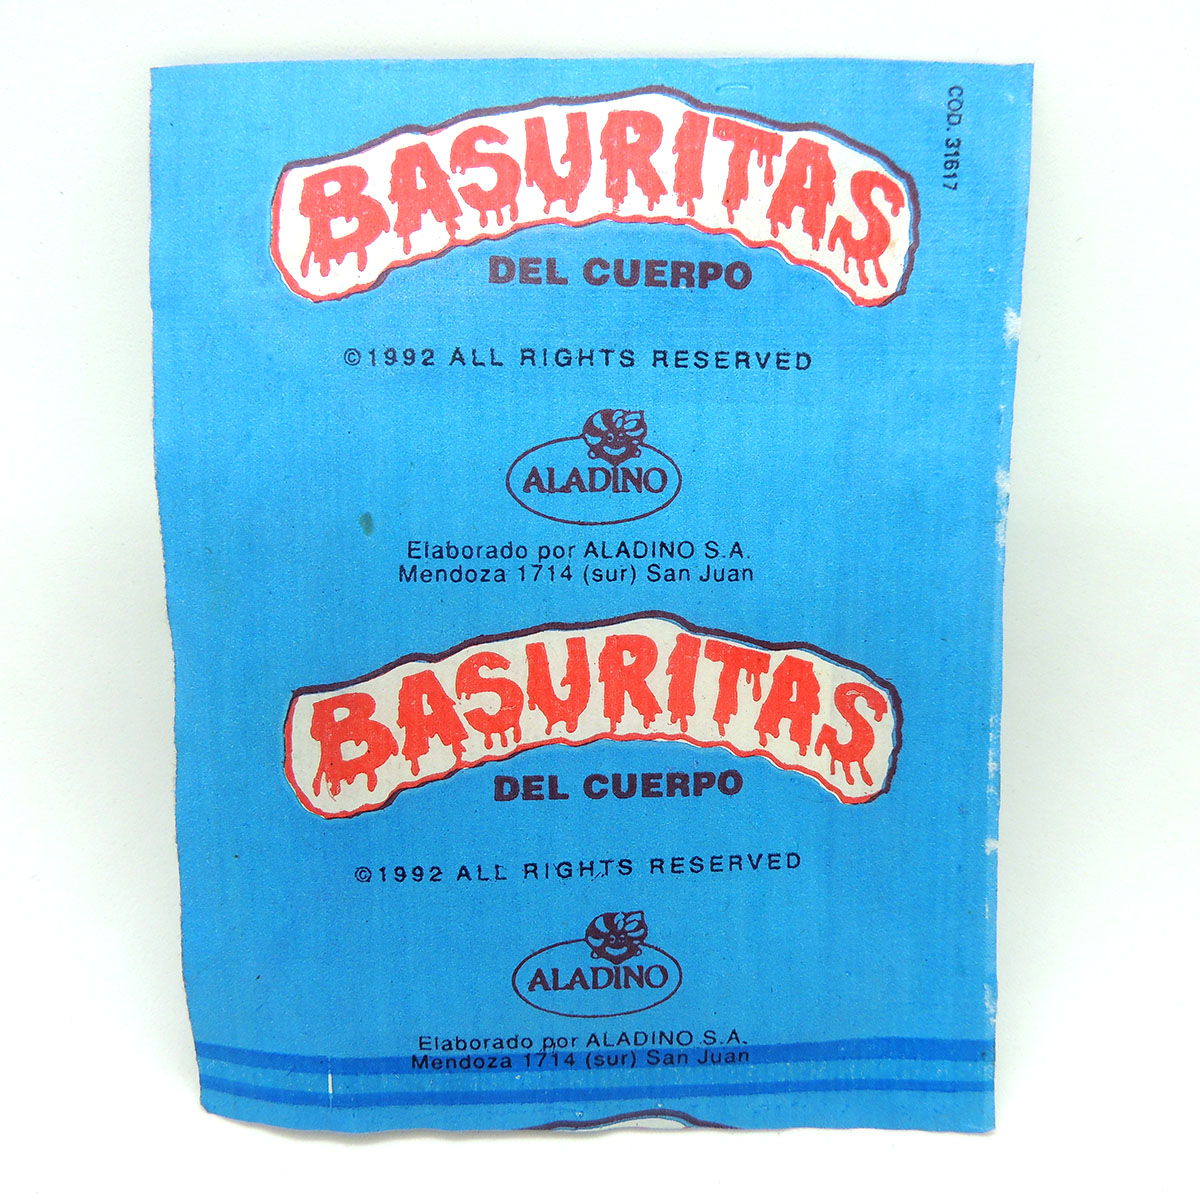 COD. 31617
BASURITAS
DEL CUERPO
©1992 ALL RIGHTS RESERVED
ALADINO
Elaborado por ALADINO S.A.
Mendoza 1714 (sur) San Juan
BASURITAS
DEL CUERPO
©1992 ALL RIGHTS RESERVED
ALADINO
Elaborado por ALADINO S.A.
Mendoza 1714 (sur) San Juan